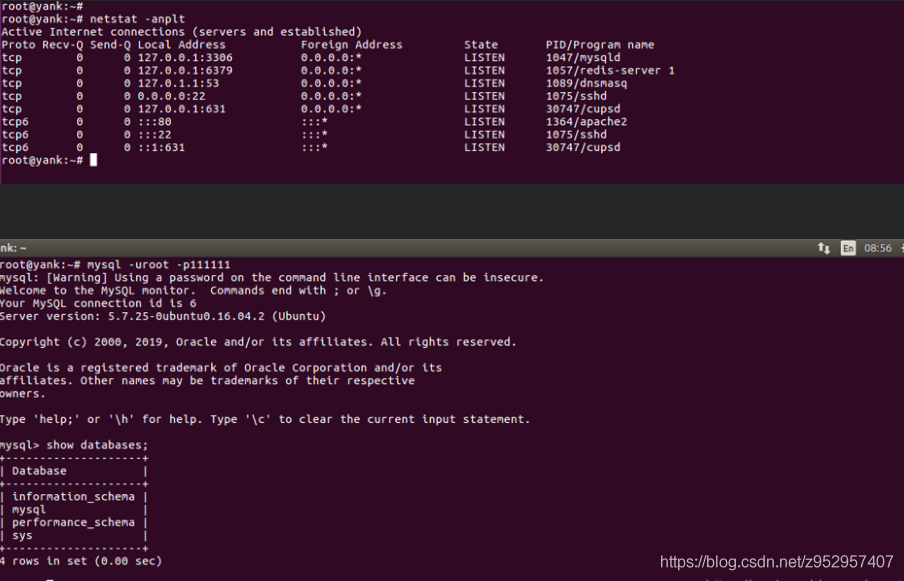 root@yank:~#
root@yank:~# netstat -anplt
Active Internet connections (servers and established)
Proto Recv-Q Send-Q Local Address           Foreign Address         State       PID/Program name
tcp        0      0 127.0.0.1:3306          0.0.0.0:*               LISTEN      1047/mysqld
tcp        0      0 127.0.0.1:6379          0.0.0.0:*               LISTEN      1057/redis-server 1
tcp        0      0 127.0.1.1:53            0.0.0.0:*               LISTEN      1089/dnsmasq
tcp        0      0 0.0.0.0:22              0.0.0.0:*               LISTEN      1075/sshd
tcp        0      0 127.0.0.1:631           0.0.0.0:*               LISTEN      30747/cupsd
tcp6       0      0 :::80                   :::*                    LISTEN      1364/apache2
tcp6       0      0 :::22                   :::*                    LISTEN      1075/sshd
tcp6       0      0 ::1:631                 :::*                    LISTEN      30747/cupsd
root@yank:~#
nk: ~ En 08:56
root@yank:~# mysql -uroot -p111111
mysql: [Warning] Using a password on the command line interface can be insecure.
Welcome to the MySQL monitor.  Commands end with ; or \g.
Your MySQL connection id is 6
Server version: 5.7.25-0ubuntu0.16.04.2 (Ubuntu)
Copyright (c) 2000, 2019, Oracle and/or its affiliates. All rights reserved.
Oracle is a registered trademark of Oracle Corporation and/or its
affiliates. Other names may be trademarks of their respective
owners.
Type 'help;' or '\h' for help. Type '\c' to clear the current input statement.
mysql> show databases;
+--------------------+
| Database           |
+--------------------+
| information_schema |
| mysql              |
| performance_schema |
| sys                |
+--------------------+
4 rows in set (0.00 sec)
https://blog.csdn.net/z952957407